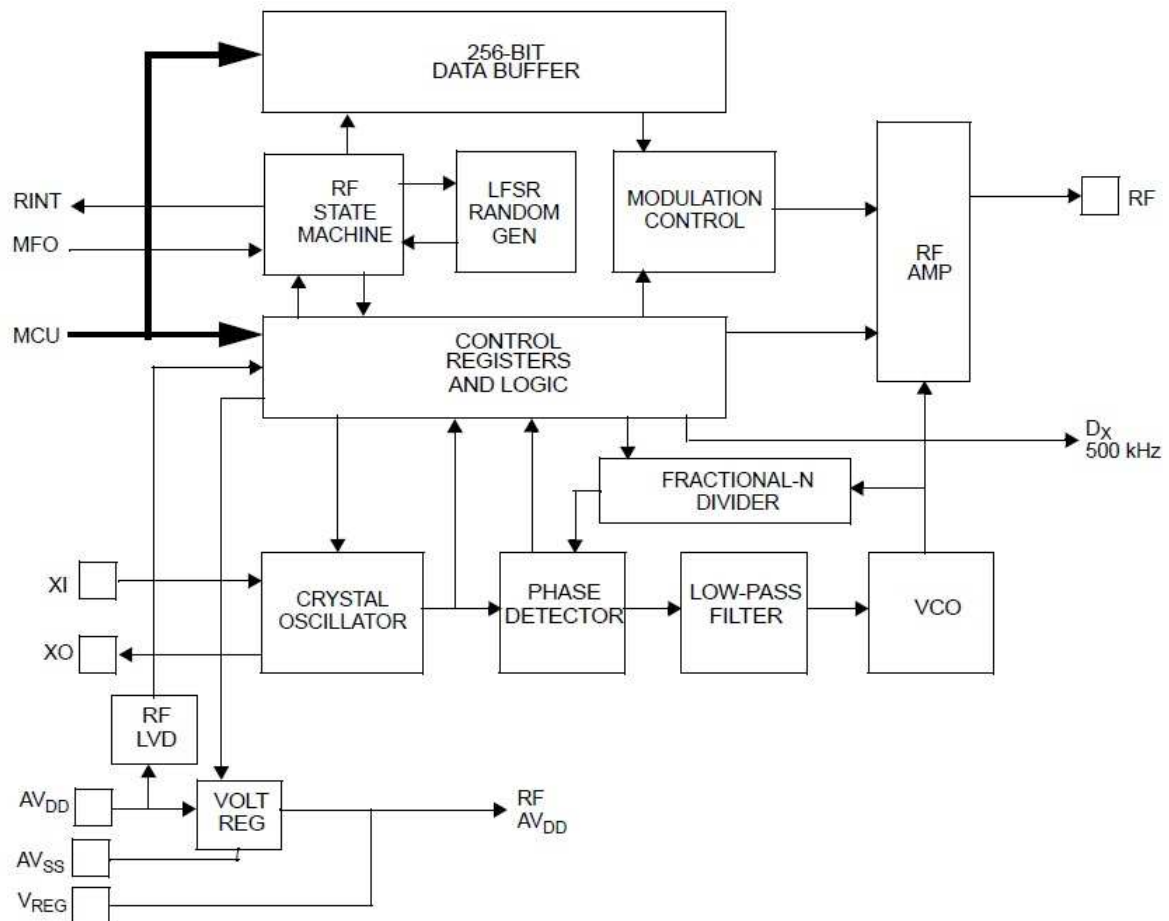 256-BIT
DATA BUFFER
RF
STATE
MACHINE
LFSR
RANDOM
GEN
MODULATION
CONTROL
RF
AMP
RF
RINT
MFO
MCU
CONTROL
REGISTERS
AND LOGIC
DX
500 kHz
FRACTIONAL-N
DIVIDER
XI
XO
CRYSTAL
OSCILLATOR
PHASE
DETECTOR
LOW-PASS
FILTER
VCO
RF
LVD
AVDD
VOLT
REG
RF
AVDD
AVSS
VREG